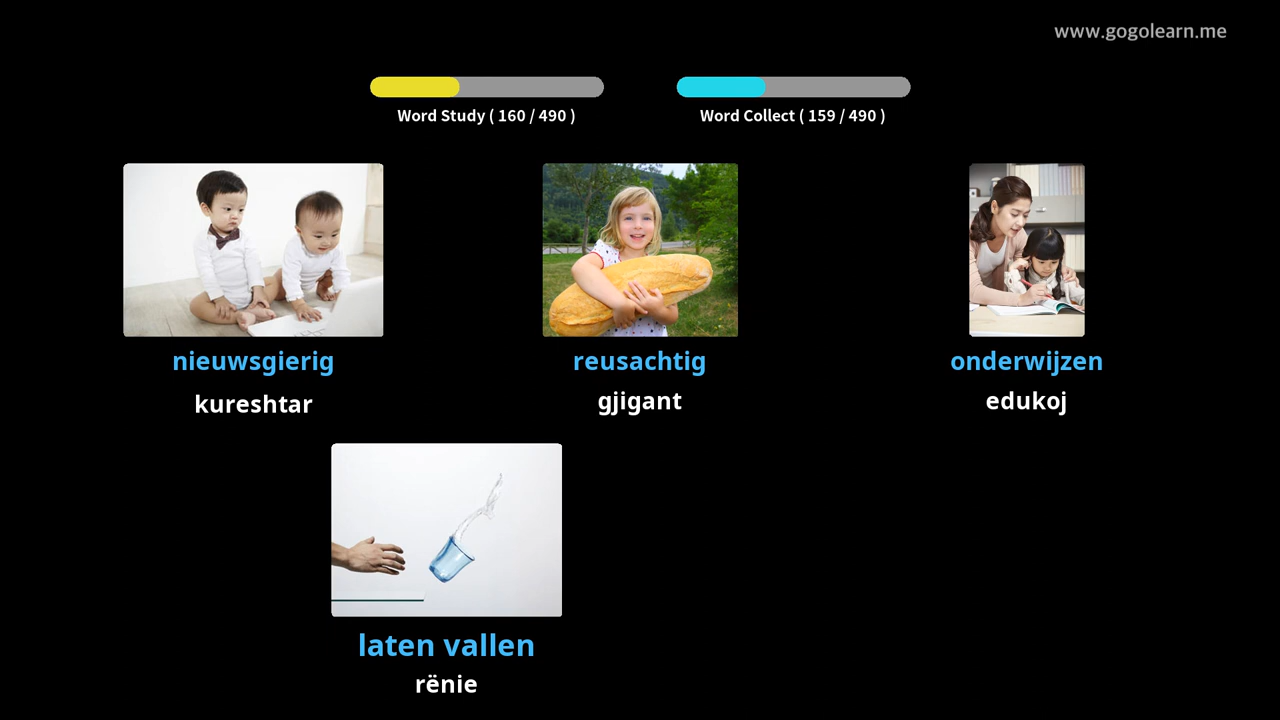 www.gogolearn.me
Word Study ( 160 / 490 )
Word Collect ( 159 / 490 )
nieuwsgierig
reusachtig
onderwijzen
kureshtar
gjigant
edukoj
laten vallen
rënie